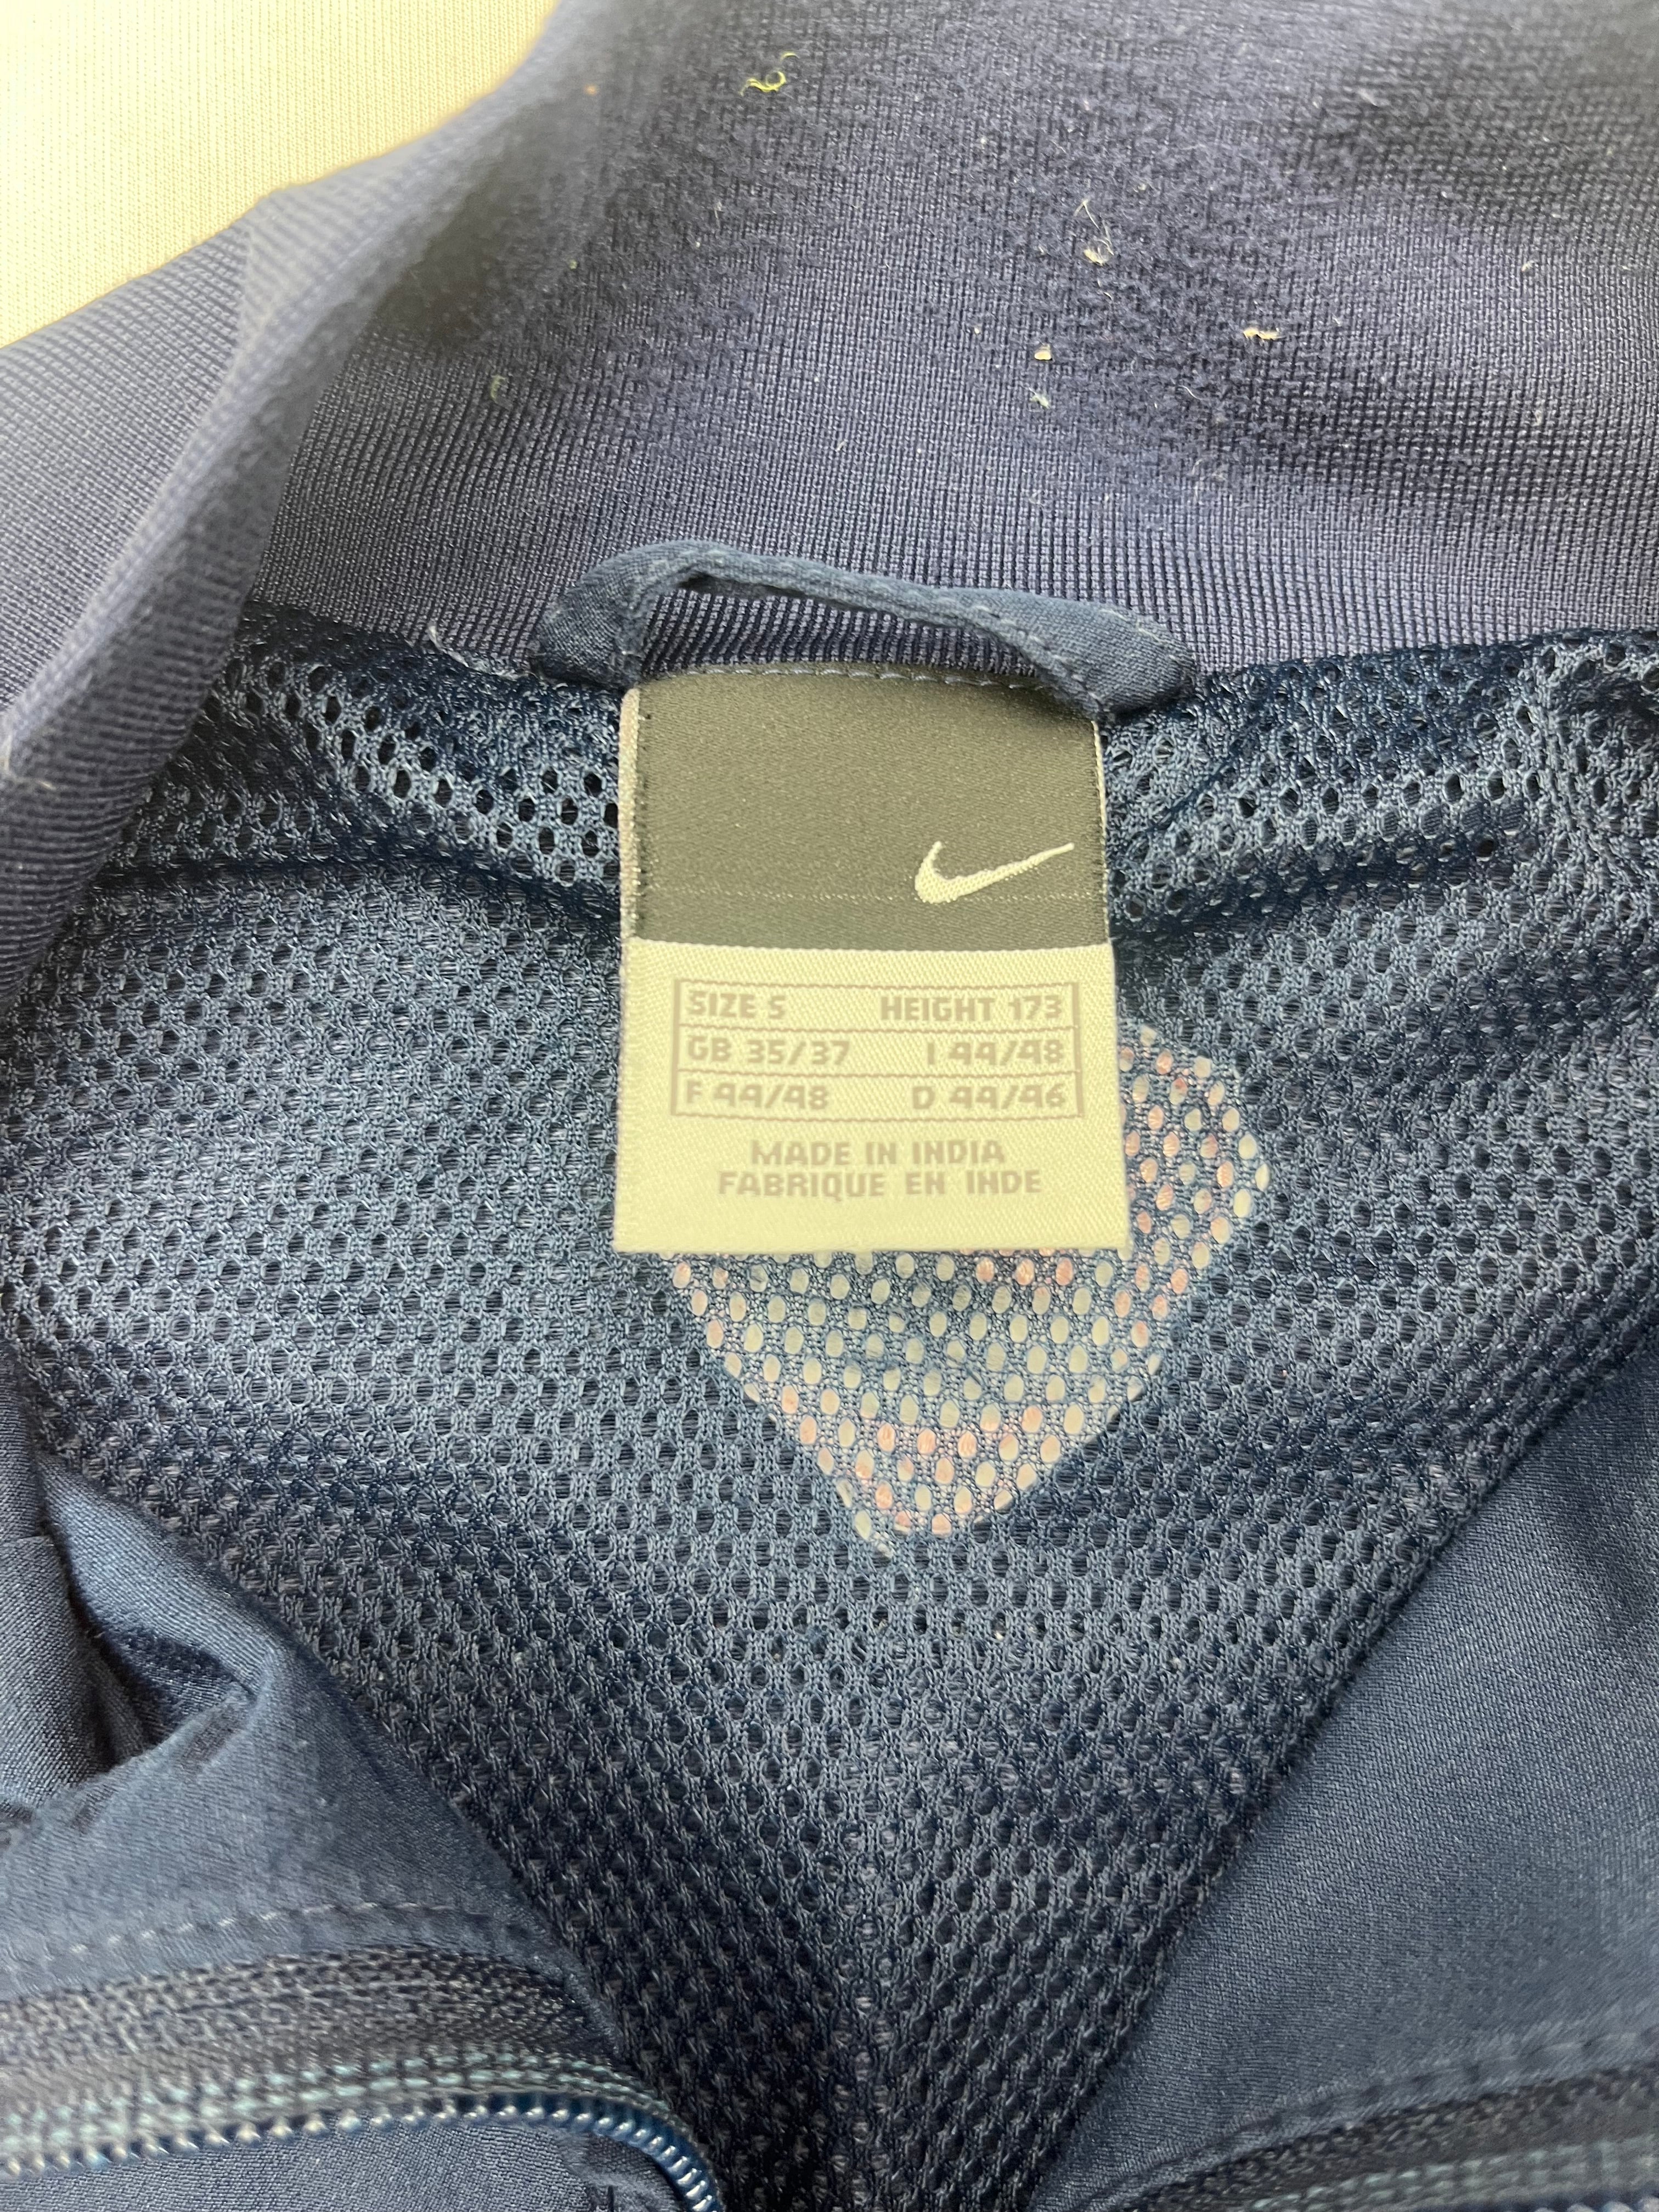 SIZE S HEIGHT 173
GB 35/37 I 44/48
F 44/48 D 44/46
MADE IN INDIA
FABRIQUE EN INDE